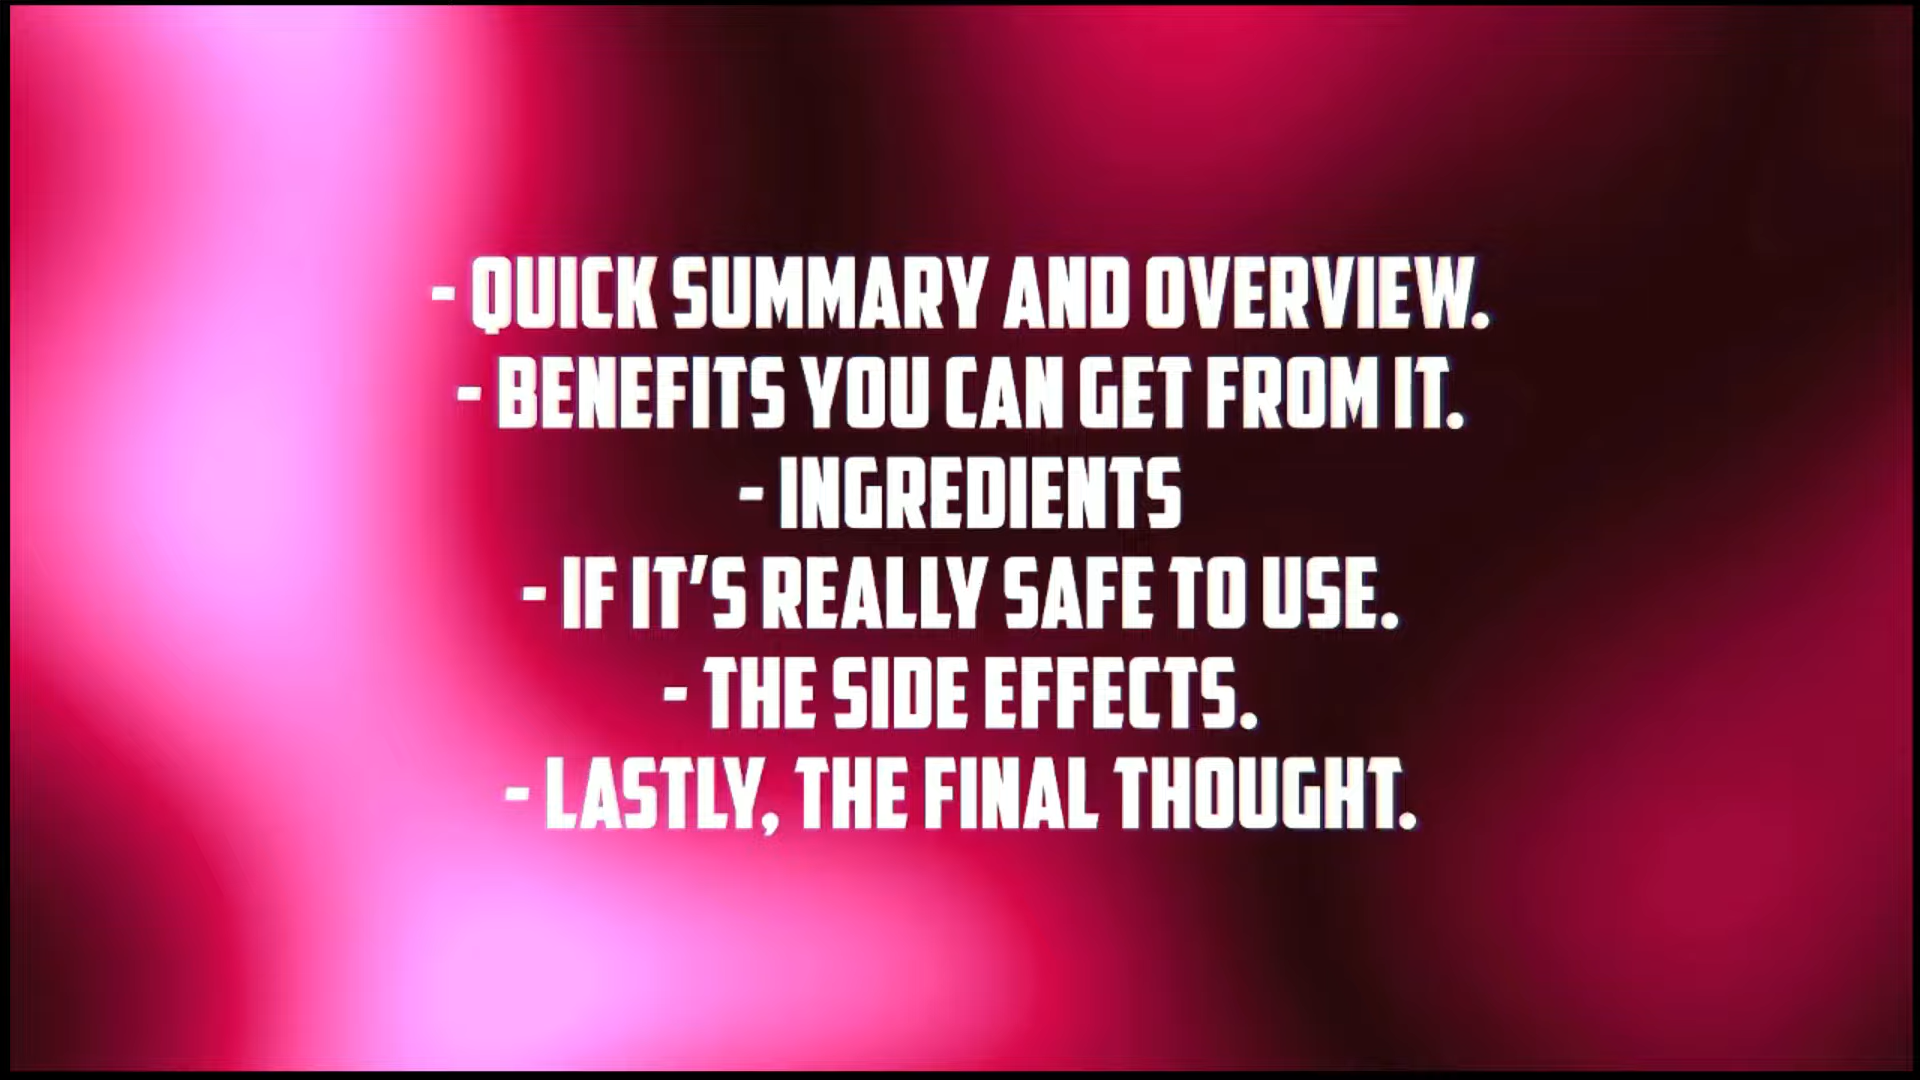 - QUICK SUMMARY AND OVERVIEW.
- BENEFITS YOU CAN GET FROM IT.
- INGREDIENTS
- IF IT'S REALLY SAFE TO USE.
- THE SIDE EFFECTS.
- LASTLY, THE FINAL THOUGHT.